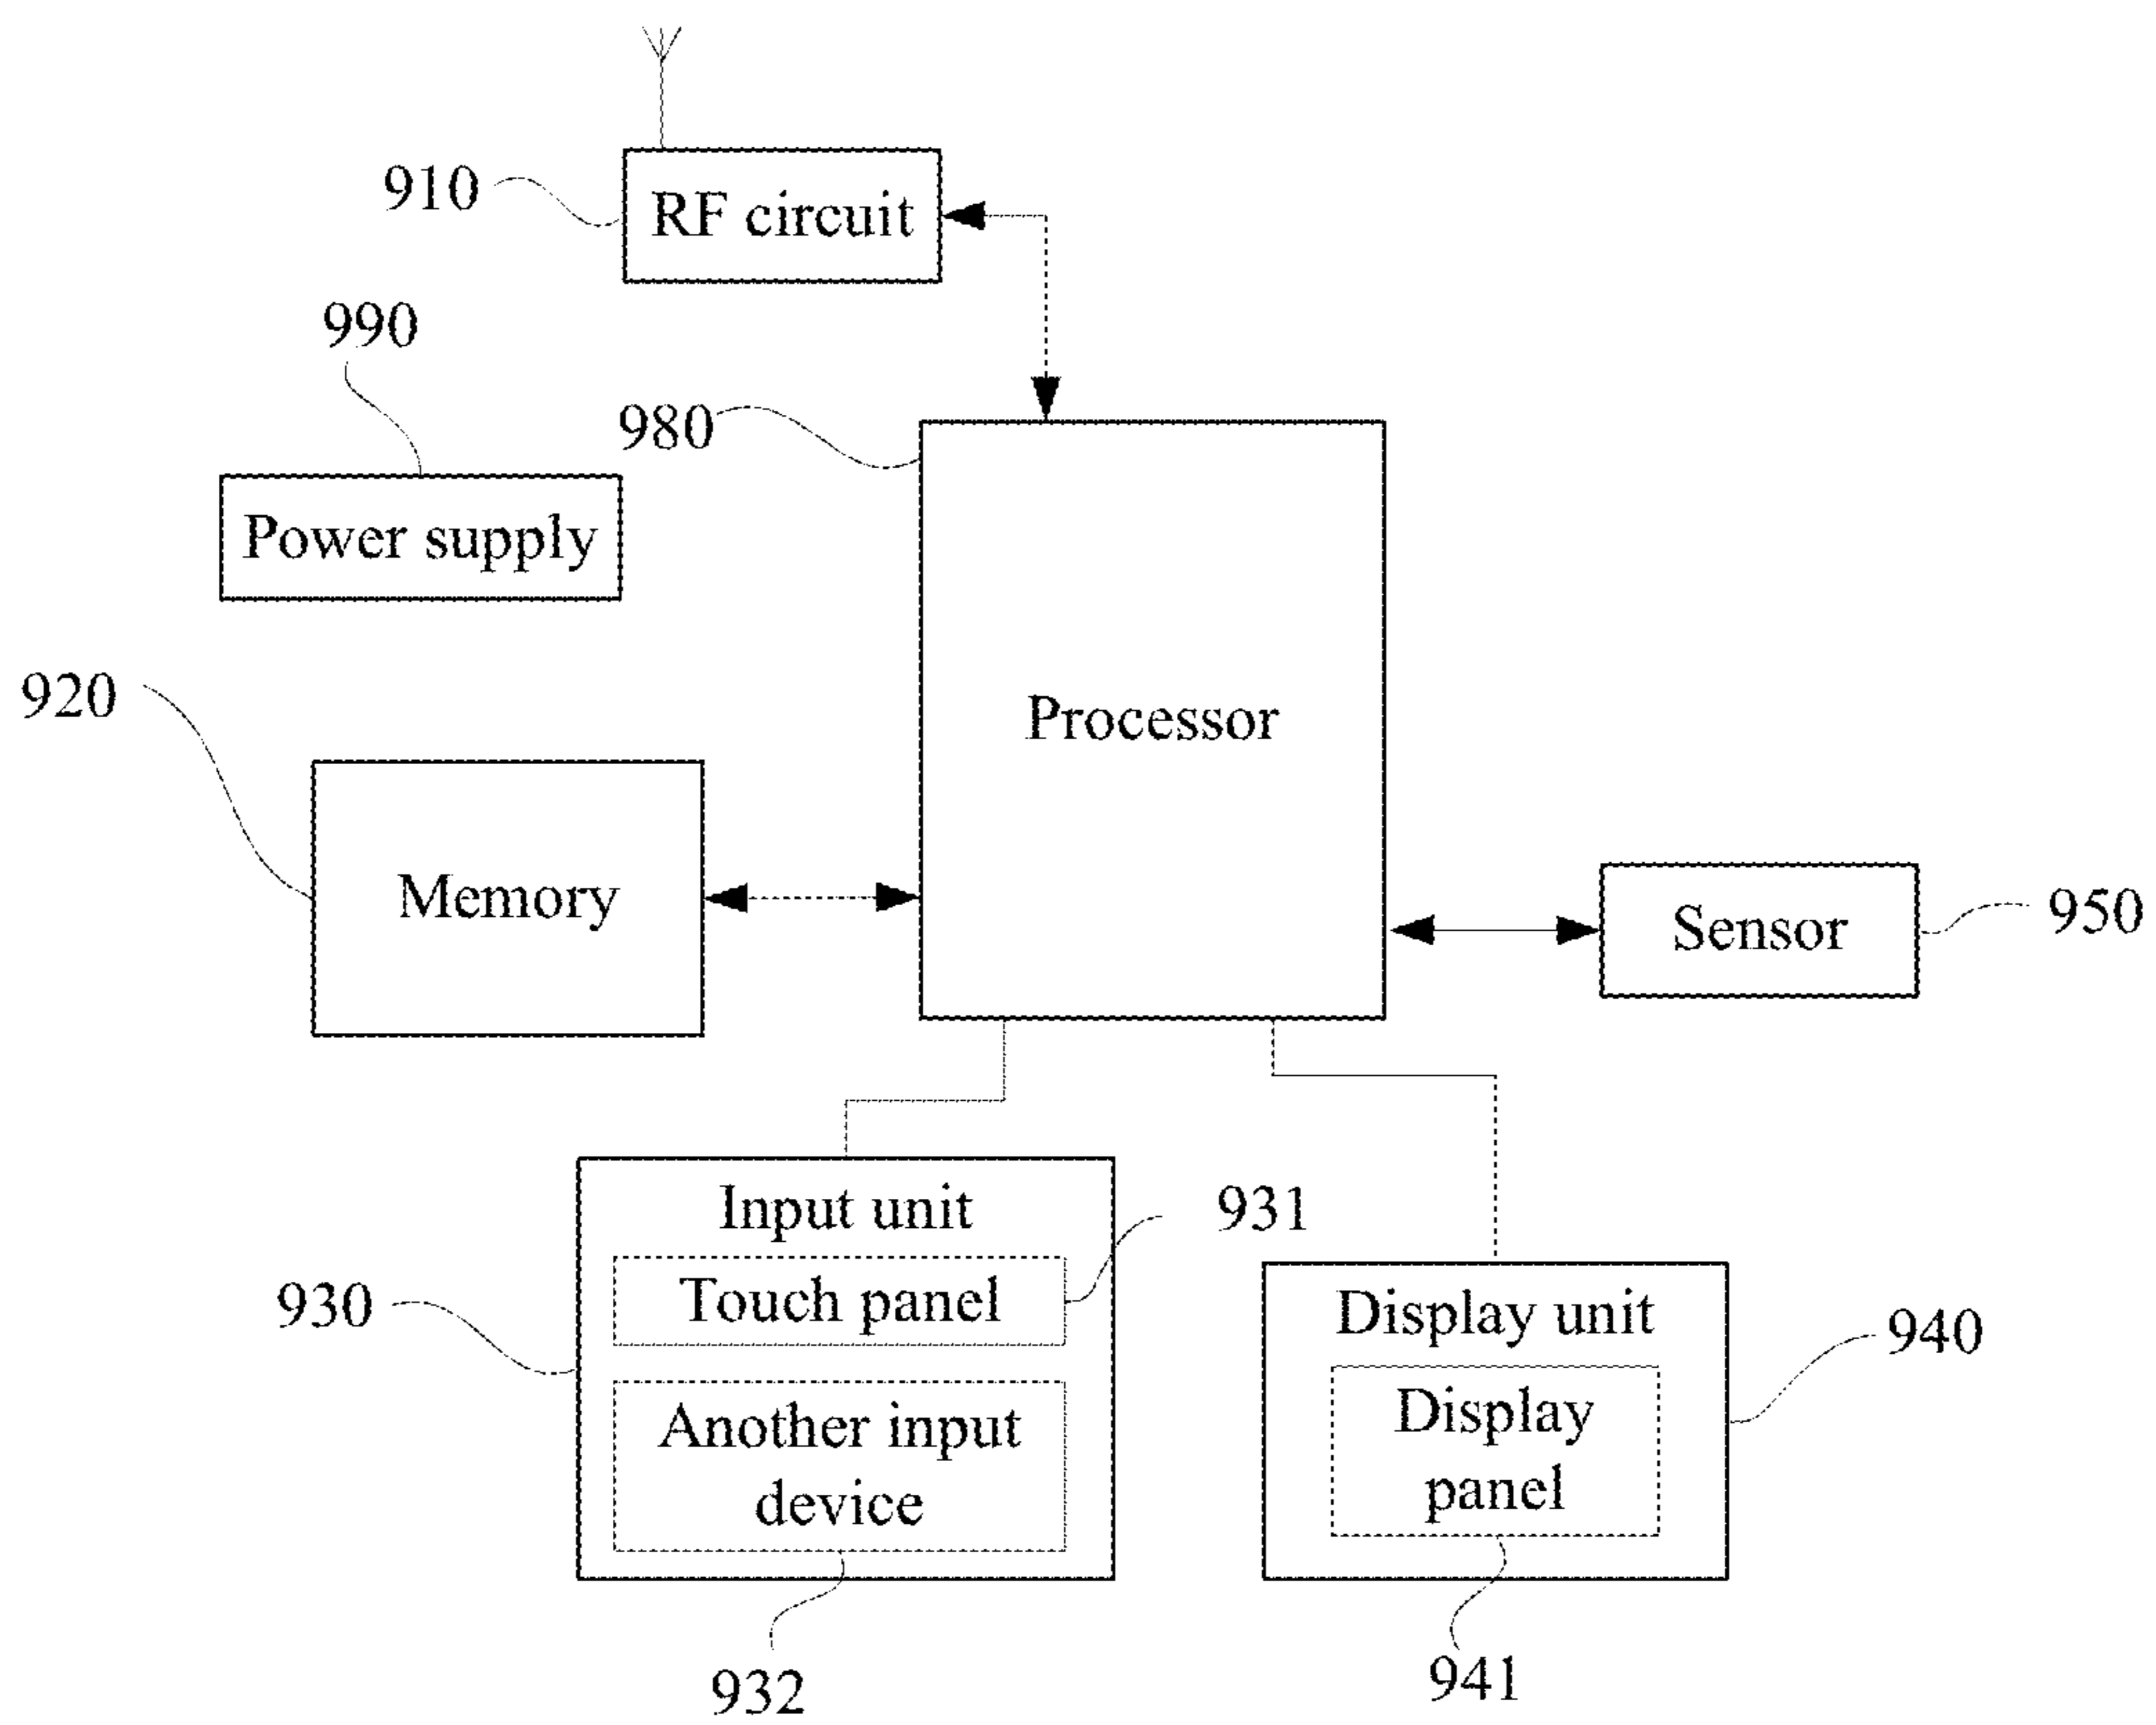 910
RF circuit
990
980
Power supply
920
Processor
Memory
Sensor
950
Input unit
931
Touch panel
930
Another input
device
932
Display unit
940
Display
panel
941